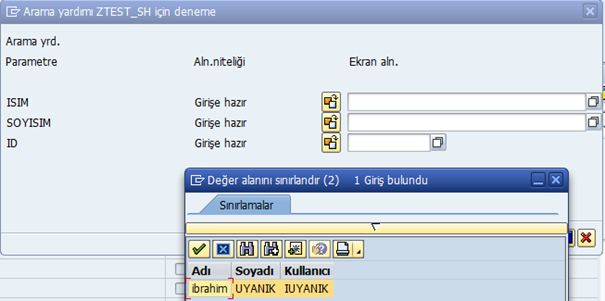 Arama yardımı ZTEST_SH için deneme
Arama yrd.
Parametre Aln.niteliği Ekran aln.
ISIM Girişe hazır
SOYISIM Girişe hazır
ID Girişe hazır
Değer alanını sınırlandır (2) 1 Giriş bulundu
Sınırlamalar
Adı Soyadı Kullanıcı
ibrahim UYANIK IUYANIK